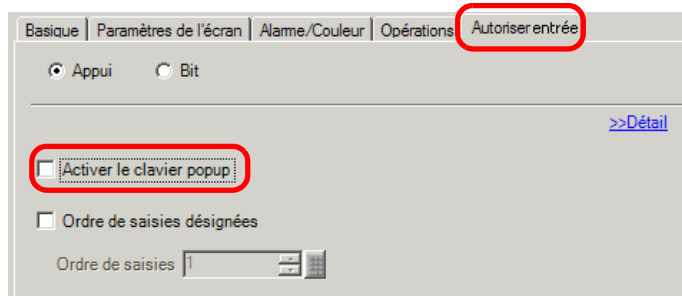 Basique Paramètres de l'écran Alarme/Couleur Opérations Autoriser entrée
Appui Bit
>>Détail
Activer le clavier popup
Ordre de saisies désignées
Ordre de saisies 1